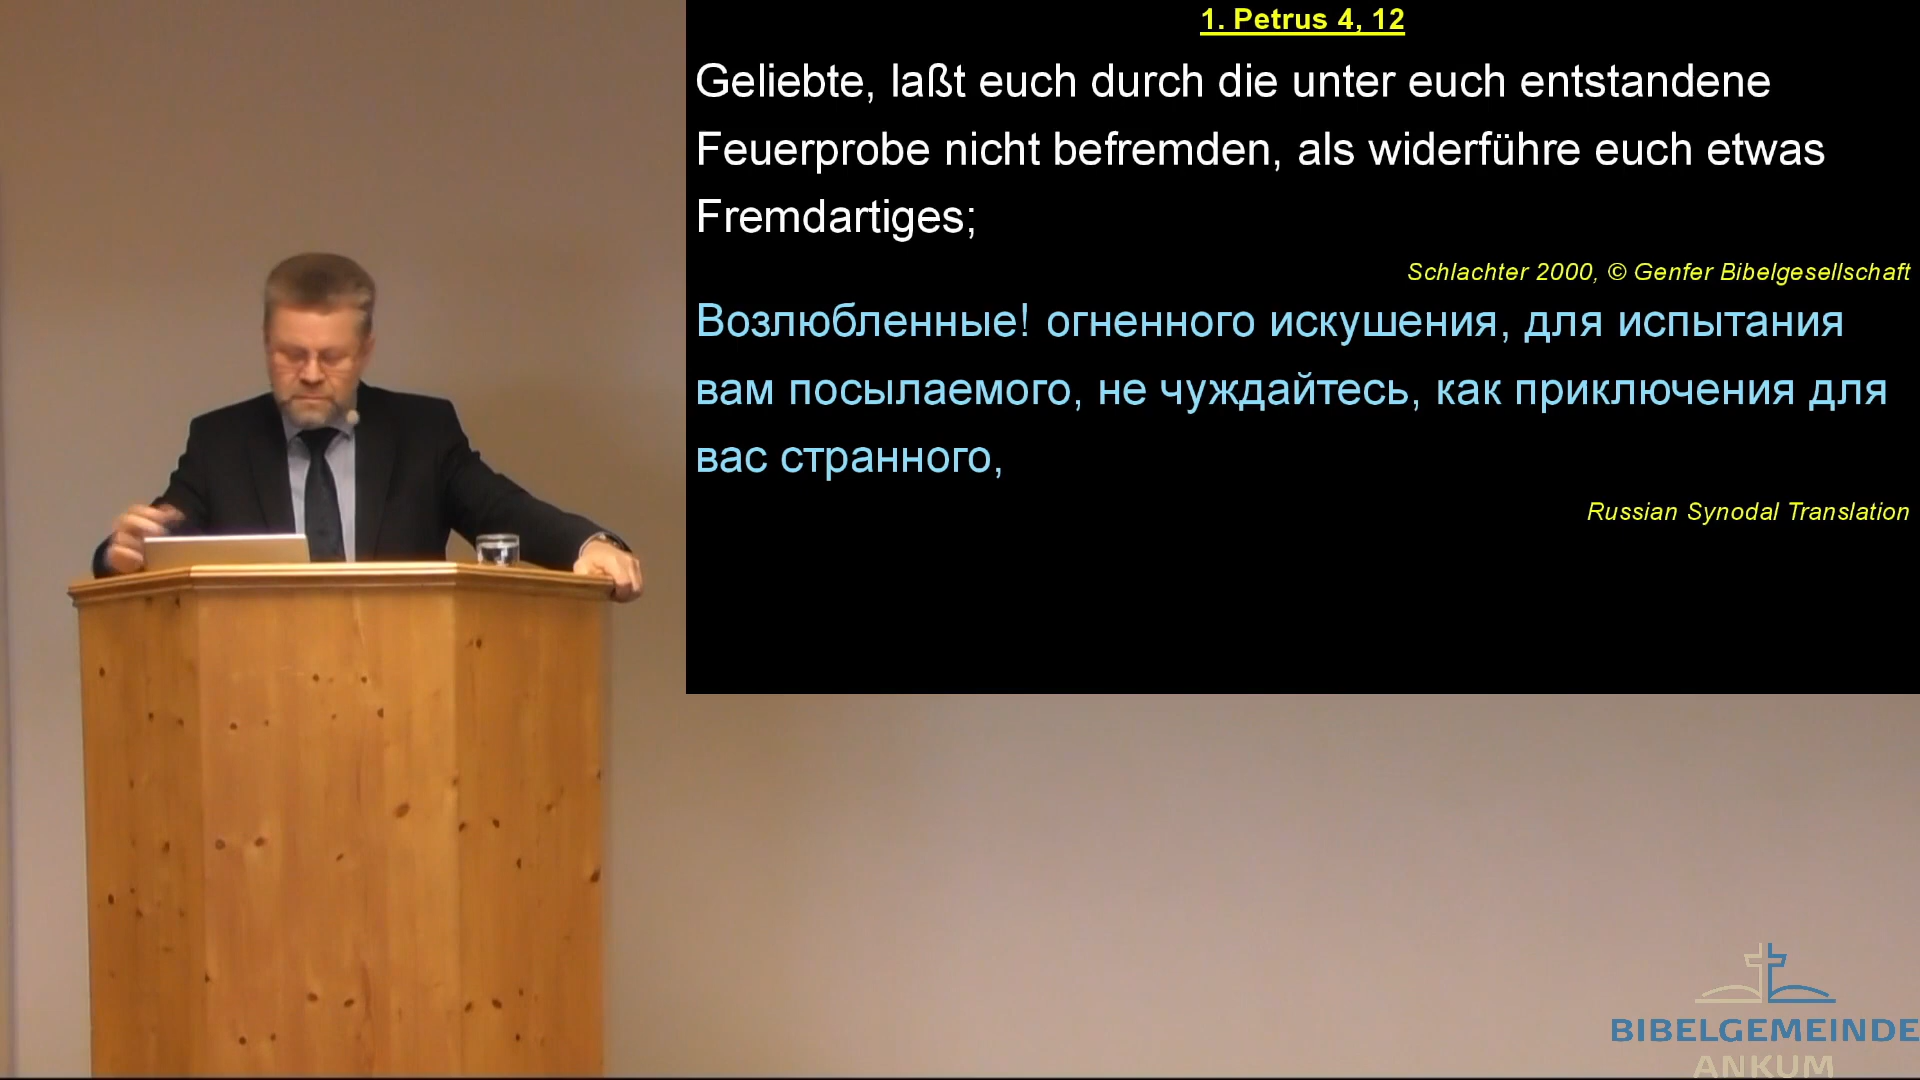 1. Petrus 4, 12
Geliebte, laßt euch durch die unter euch entstandene
Feuerprobe nicht befremden, als widerführe euch etwas
Fremdartiges;
Schlachter 2000, © Genfer Bibelgesellschaft
Возлюбленные! огненного искушения, для испытания
вам посылаемого, не чуждайтесь, как приключения для
вас странного,
Russian Synodal Translation
BIBELGEMEINDE
ANKUM